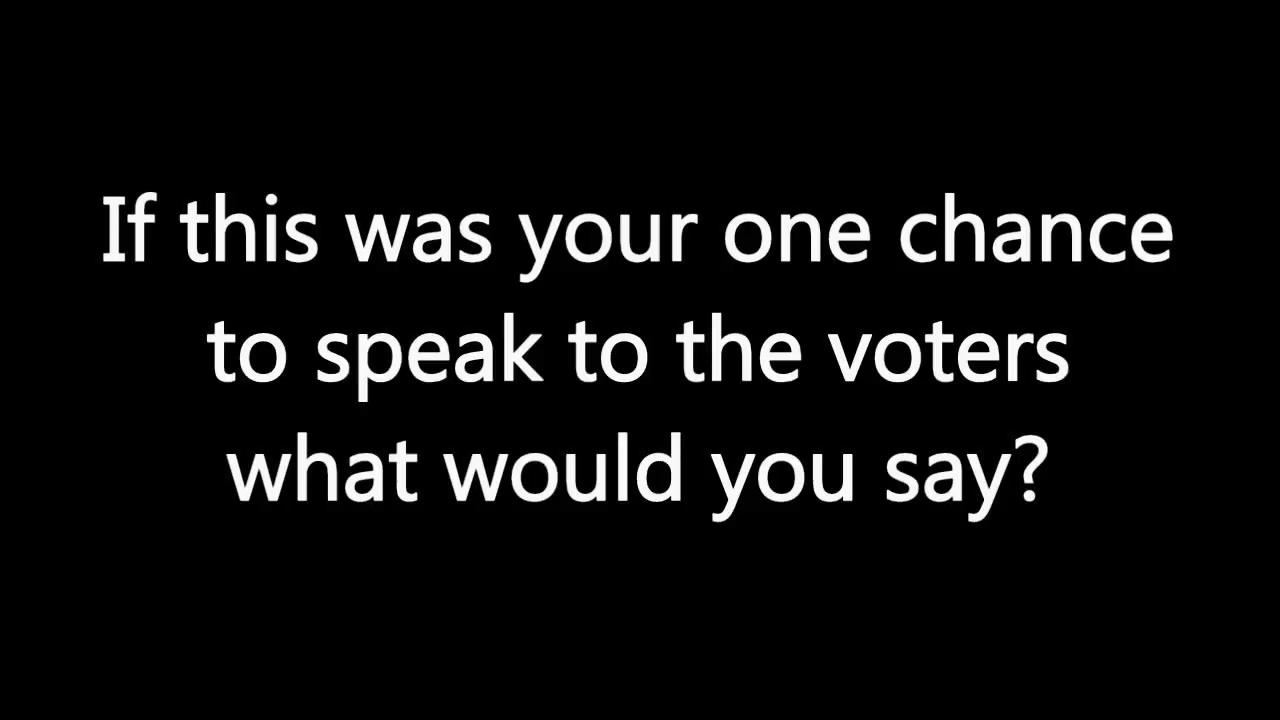 If this was your one chance
to speak to the voters
what would you say?